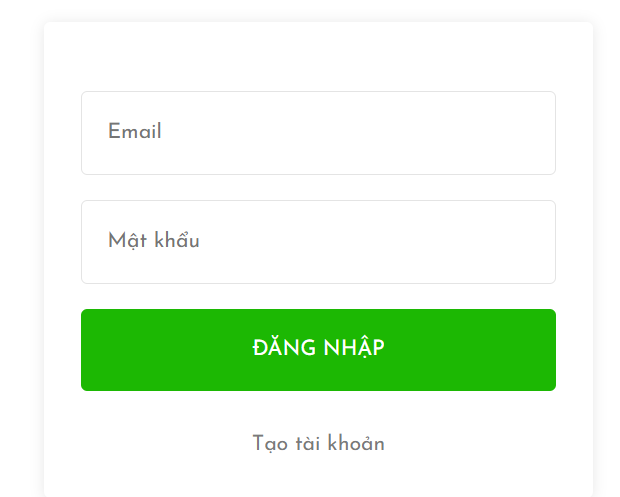 Email
Mật khẩu
ĐĂNG NHẬP
Tạo tài khoản